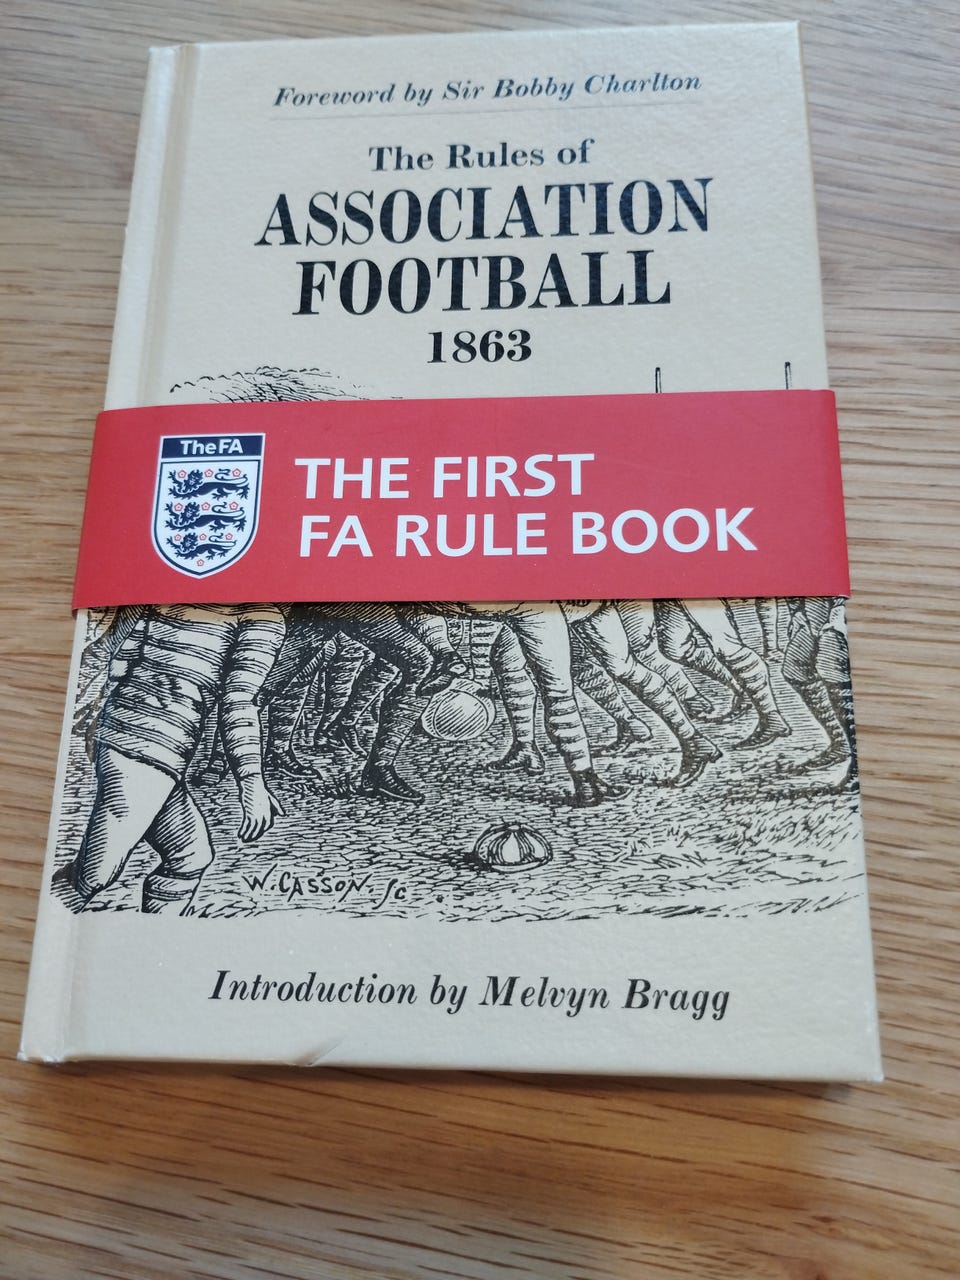 Foreword by Sir Bobby Charlton
The Rules of
ASSOCIATION
FOOTBALL
1863
The FA
THE FIRST
FA RULE BOOK
W. CASSON. Sc
Introduction by Melvyn Bragg